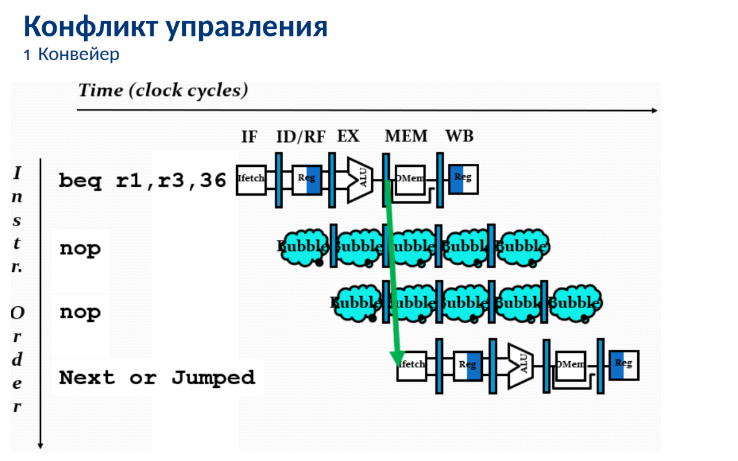 Конфликт управления
1 Конвейер
Time (clock cycles)
IF ID/RF EX MEM WB
Instr. Order
beq r1,r3,36 Ifetch Reg ALU DMem Reg
nop Bubble Bubble Bubble Bubble Bubble
nop Bubble Bubble Bubble Bubble Bubble
Next or Jumped Ifetch Reg ALU DMem Reg